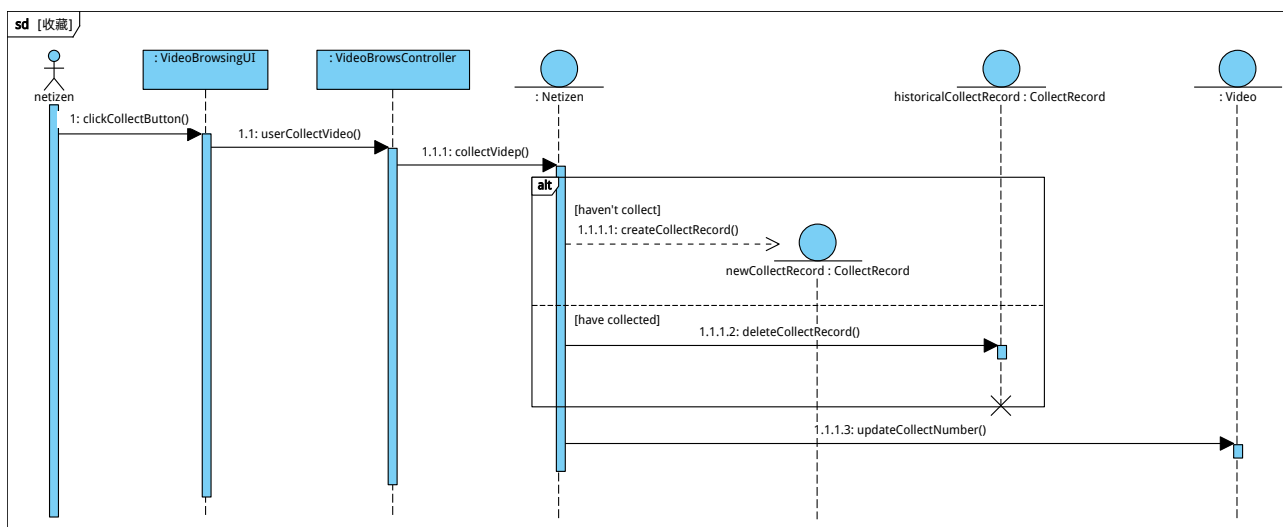 sd [收藏]
: VideoBrowsingUI
: VideoBrowsController
netizen
: Netizen
historicalCollectRecord : CollectRecord
: Video
1: clickCollectButton()
1.1: userCollectVideo()
1.1.1: collectVidep()
alt
[haven't collect]
1.1.1.1: createCollectRecord()
newCollectRecord : CollectRecord
[have collected]
1.1.1.2: deleteCollectRecord()
1.1.1.3: updateCollectNumber()